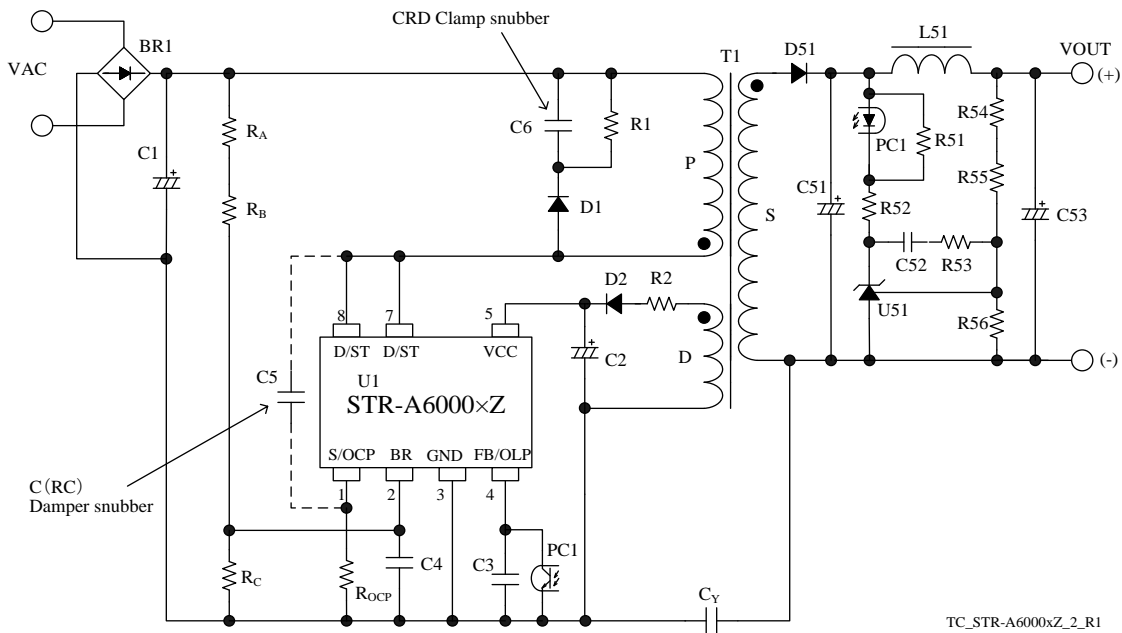 CRD Clamp snubber
VAC
BR1
C1
+
R_A
R_B
C6
R1
D1
P
T1
S
D51
L51
VOUT
(+)
PC1
R51
R54
R55
C51
+
R52
C52
R53
C53
+
U51
R56
(-)
D2
R2
C2
+
D
8
7
5
D/ST
D/ST
VCC
U1
STR-A6000×Z
S/OCP
BR
GND
FB/OLP
1
2
3
4
C5
C(RC)
Damper snubber
R_C
R_OCP
C4
C3
PC1
C_Y
TC_STR-A6000xZ_2_R1